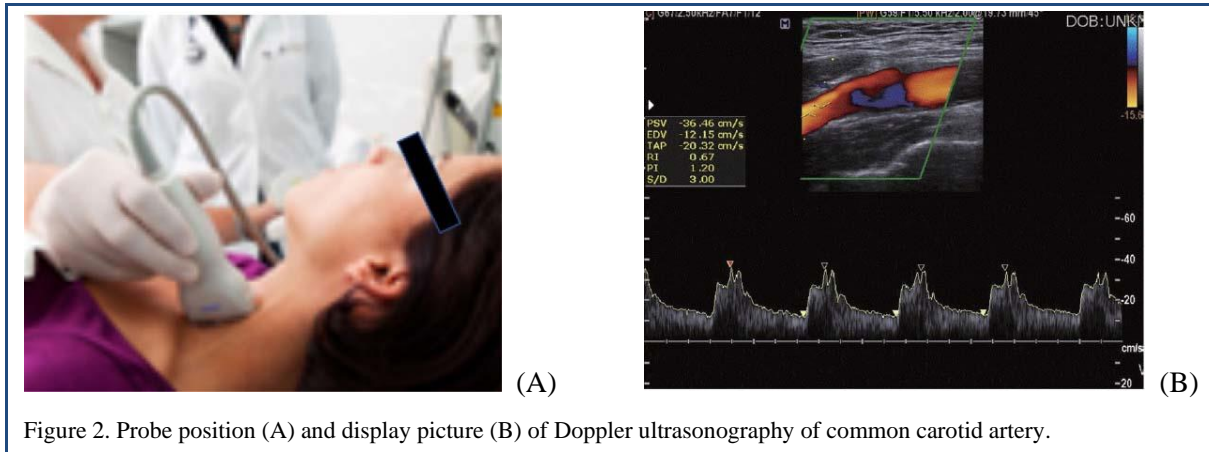 DOB:UNK
-15.6
PSV -36.46 cm/s
EDV -12.15 cm/s
TAP -20.32 cm/s
RI 0.67
PI 1.20
S/D 3.00
-60
-40
-20
cm/s
-20
(A)
(B)
Figure 2. Probe position (A) and display picture (B) of Doppler ultrasonography of common carotid artery.